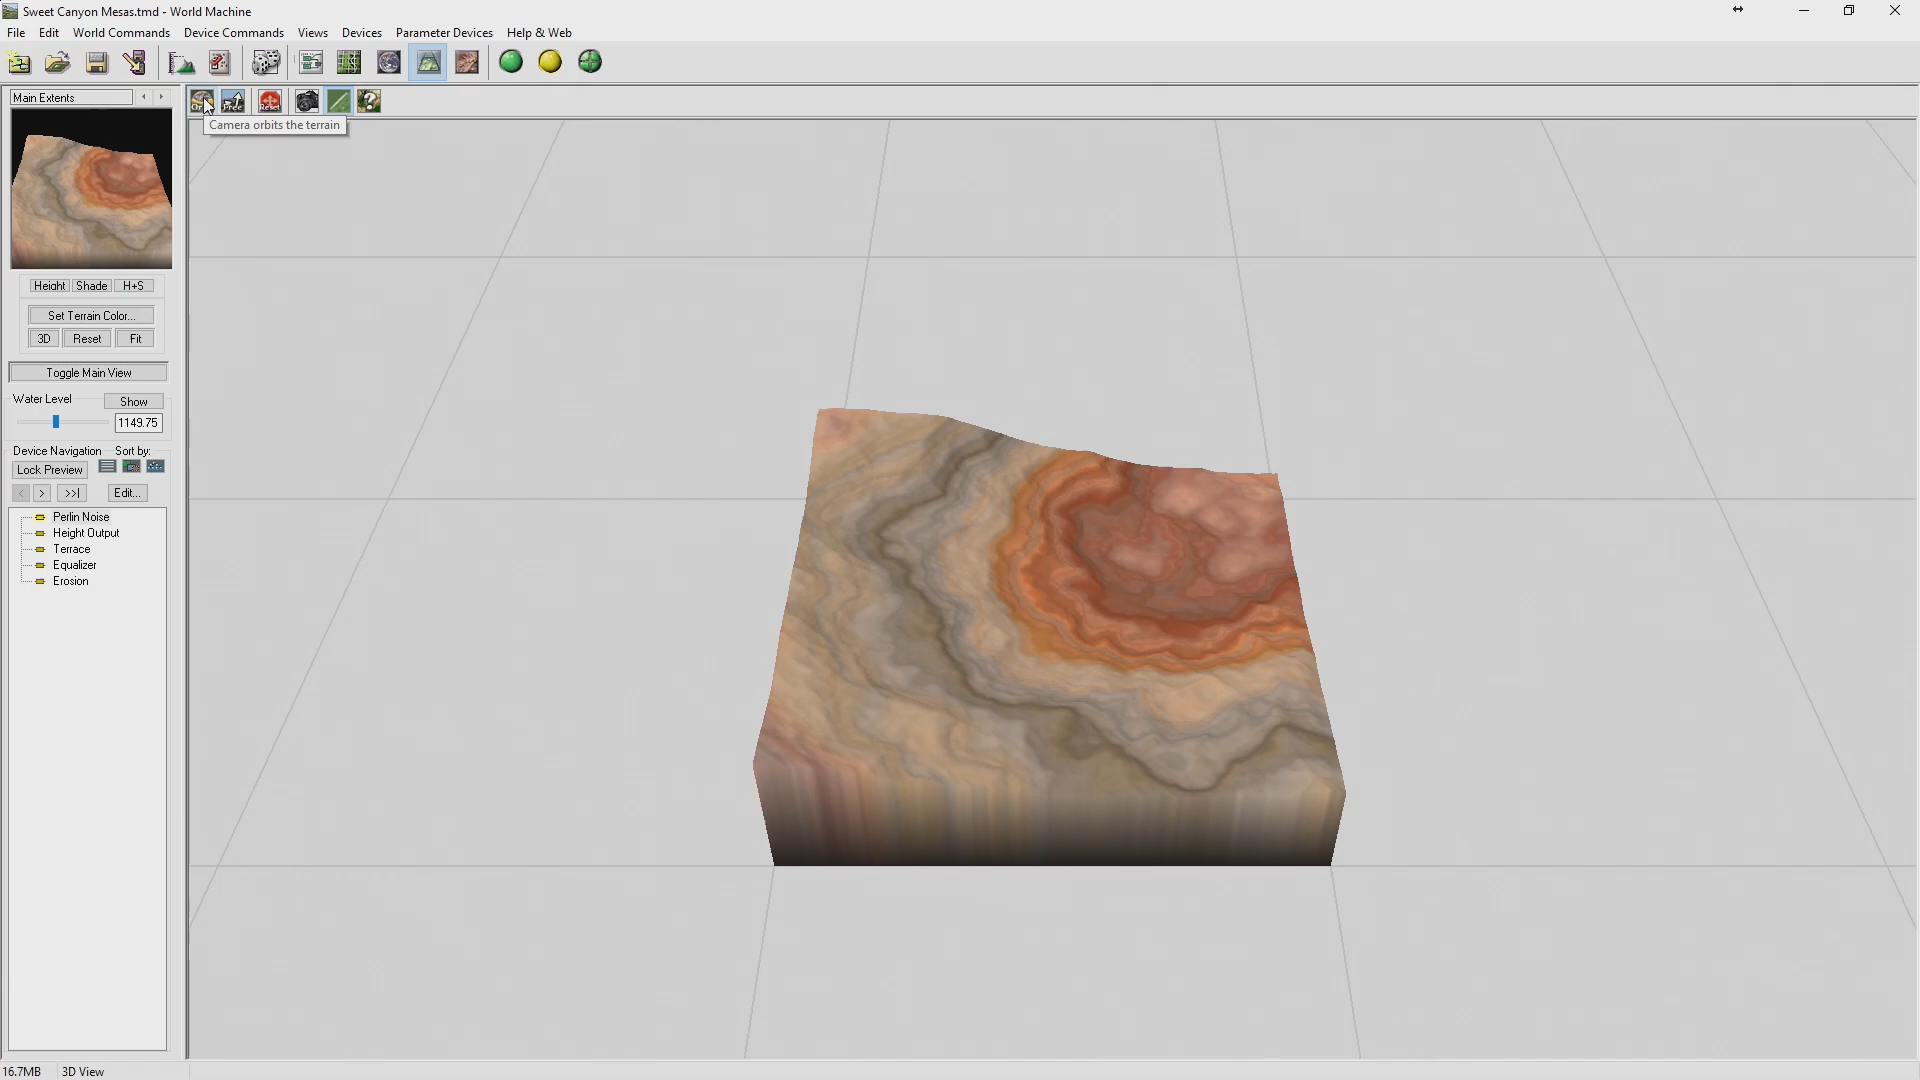 Sweet Canyon Mesas.tmd - World Machine
File Edit World Commands Device Commands Views Devices Parameter Devices Help & Web
Main Extents
Free
Reset
Camera orbits the terrain
Height Shade H+S
Set Terrain Color...
3D Reset Fit
Toggle Main View
Water Level Show
1149.75
Device Navigation Sort by:
Lock Preview
< > >>| Edit...
Perlin Noise
Height Output
Terrace
Equalizer
Erosion
16.7MB 3D View